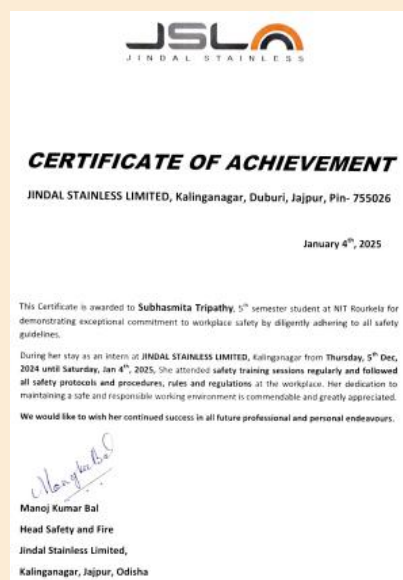 JSL
JINDAL STAINLESS
CERTIFICATE OF ACHIEVEMENT
JINDAL STAINLESS LIMITED, Kalinganagar, Duburi, Jajpur, Pin- 755026
January 4th, 2025
This Certificate is awarded to Subhasmita Tripathy, 5th semester student at NIT Rourkela for
demonstrating exceptional commitment to workplace safety by diligently adhering to all safety
guidelines.
During her stay as an intern at JINDAL STAINLESS LIMITED, Kalinganagar from Thursday, 5th Dec,
2024 until Saturday, Jan 4th, 2025, She attended safety training sessions regularly and followed
all safety protocols and procedures, rules and regulations at the workplace. Her dedication to
maintaining a safe and responsible working environment is commendable and greatly appreciated.
We would like to wish her continued success in all future professional and personal endeavours.
Manoj Kumar Bal
Head Safety and Fire
Jindal Stainless Limited,
Kalinganagar, Jajpur, Odisha